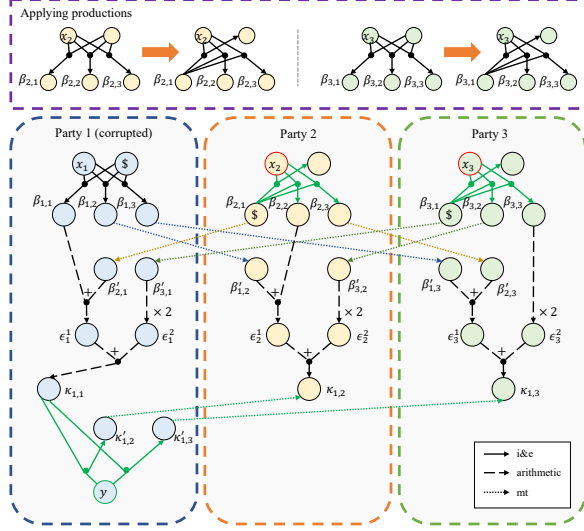 Applying productions
x₂ x₂ x₃ x₃
β₂,₁ β₂,₂ β₂,₃ β₂,₁ β₂,₂ β₂,₃ β₃,₁ β₃,₂ β₃,₃ β₃,₁ β₃,₂ β₃,₃
Party 1 (corrupted) Party 2 Party 3
x₁ $ x₂ x₃
β₁,₁ β₁,₂ β₁,₃ β₂,₁ β₂,₂ β₂,₃ β₃,₁ β₃,₂ β₃,₃
$ $
β′₂,₁ β′₃,₁ β′₁,₂ β′₃,₂ β′₁,₃ β′₂,₃
+ × 2 + × 2 + × 2
ϵ₁¹ ϵ₁² ϵ₂¹ ϵ₂² ϵ₃¹ ϵ₃²
+ + +
κ₁,₁ κ₁,₂ κ₁,₃
κ′₁,₂ κ′₁,₃
y
i&e
arithmetic
mt